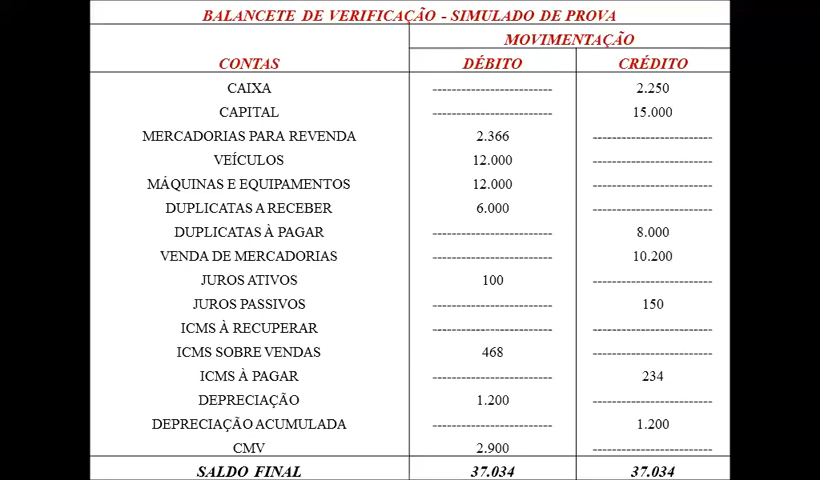 BALANCETE DE VERIFICAÇÃO - SIMULADO DE PROVA
MOVIMENTAÇÃO
CONTAS DÉBITO CRÉDITO
CAIXA ------------------------ 2.250
CAPITAL ------------------------ 15.000
MERCADORIAS PARA REVENDA 2.366 ------------------------
VEÍCULOS 12.000 ------------------------
MÁQUINAS E EQUIPAMENTOS 12.000 ------------------------
DUPLICATAS A RECEBER 6.000 ------------------------
DUPLICATAS À PAGAR ------------------------ 8.000
VENDA DE MERCADORIAS ------------------------ 10.200
JUROS ATIVOS 100 ------------------------
JUROS PASSIVOS ------------------------ 150
ICMS À RECUPERAR ------------------------ ------------------------
ICMS SOBRE VENDAS 468 ------------------------
ICMS À PAGAR ------------------------ 234
DEPRECIAÇÃO 1.200 ------------------------
DEPRECIAÇÃO ACUMULADA ------------------------ 1.200
CMV 2.900 ------------------------
SALDO FINAL 37.034 37.034